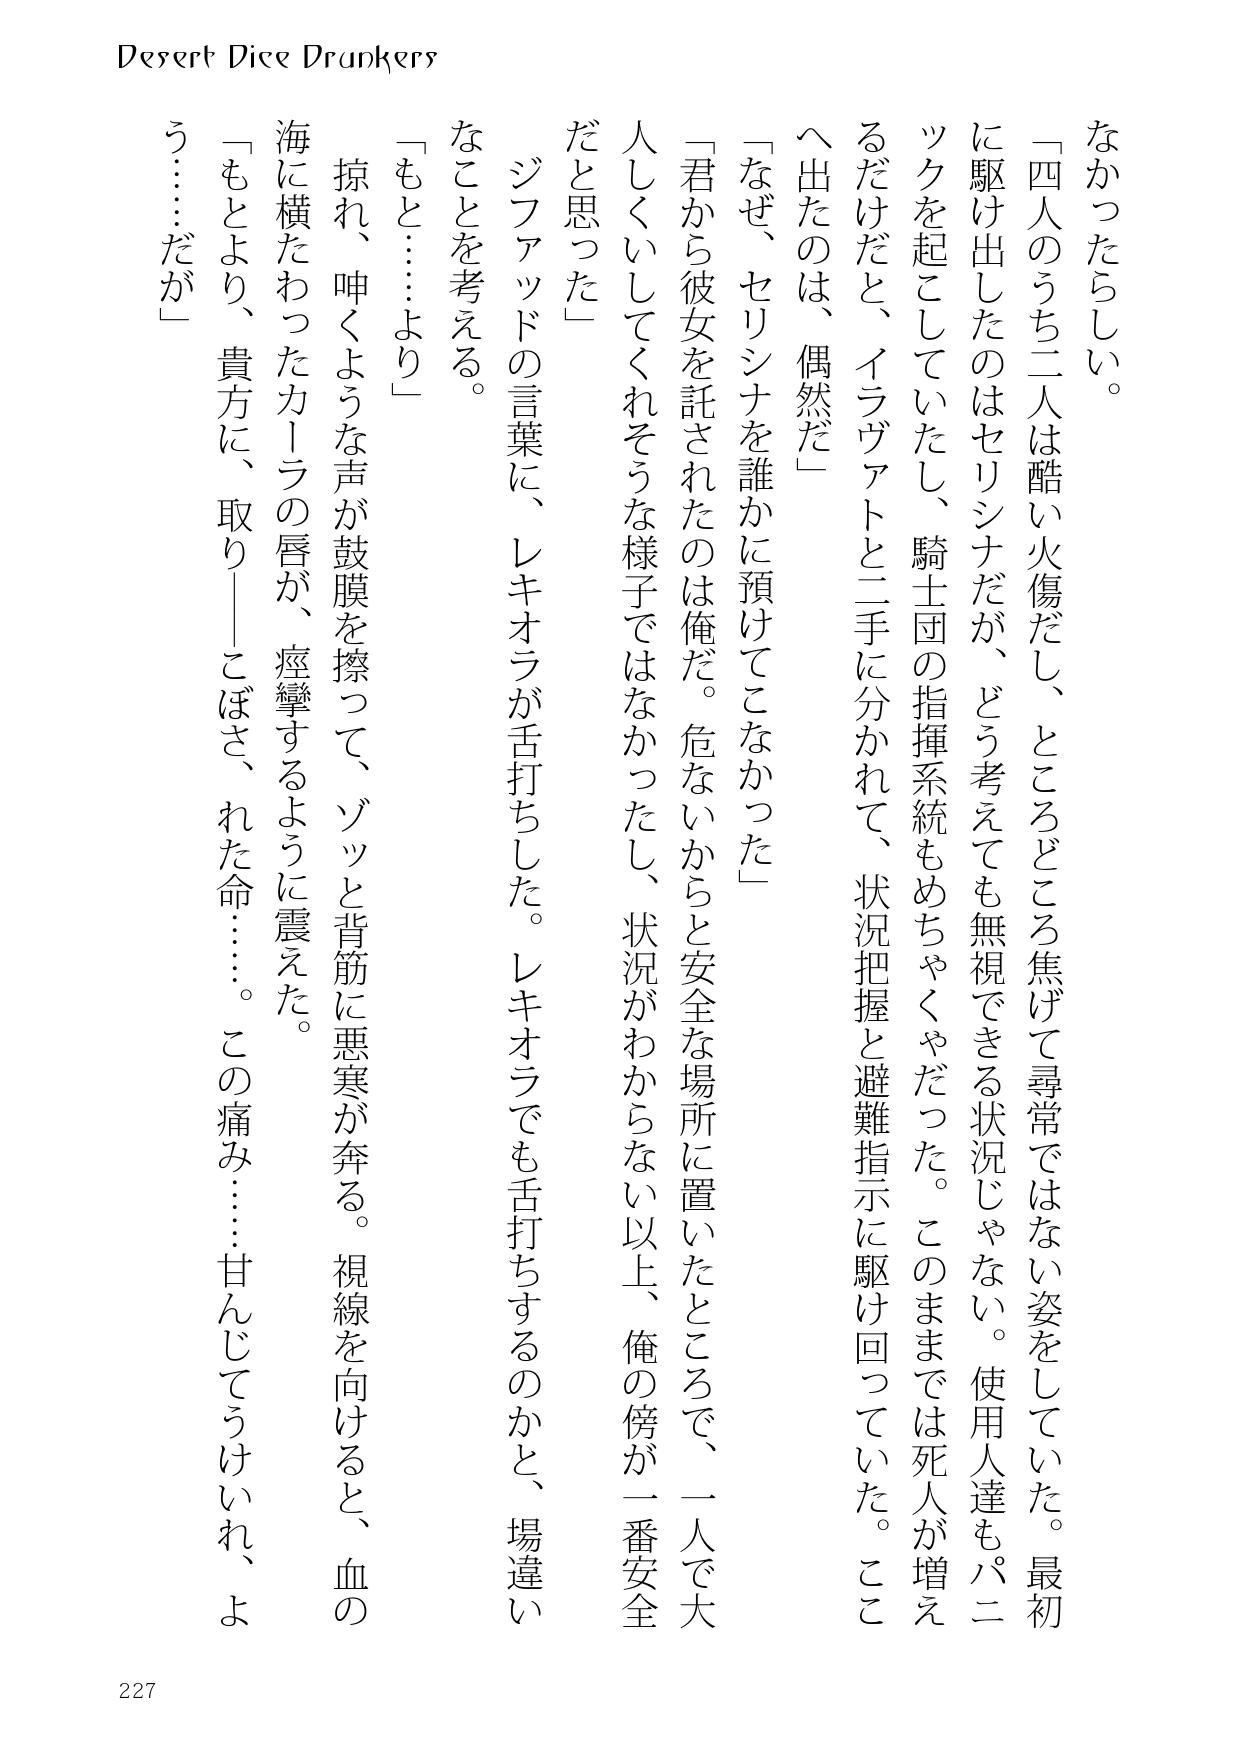 Desert Dice Drunkers
なかったらしい。
「四人のうち二人は酷い火傷だし、ところどころ焦げて尋常ではない姿をしていた。最初
に駆け出したのはセリシナだが、どう考えても無視できる状況じゃない。使用人達もパニ
ックを起こしていたし、騎士団の指揮系統もめちゃくちゃだった。このままでは死人が増え
るだけだと、イラヴァトと二手に分かれて、状況把握と避難指示に駆け回っていた。ここ
へ出たのは、偶然だ」
「なぜ、セリシナを誰かに預けてこなかった」
「君から彼女を託されたのは俺だ。危ないからと安全な場所に置いたところで、一人で大
人しくいしてくれそうな様子ではなかったし、状況がわからない以上、俺の傍が一番安全
だと思った」
　ジファッドの言葉に、レキオラが舌打ちした。レキオラでも舌打ちするのかと、場違い
なことを考える。
「もと……より」
　掠れ、呻くような声が鼓膜を擦って、ゾッと背筋に悪寒が奔る。視線を向けると、血の
海に横たわったカーラの唇が、痙攣するように震えた。
「もとより、貴方に、取り――こぼさ、れた命……。この痛み……甘んじてうけいれ、よ
う……だが」
227